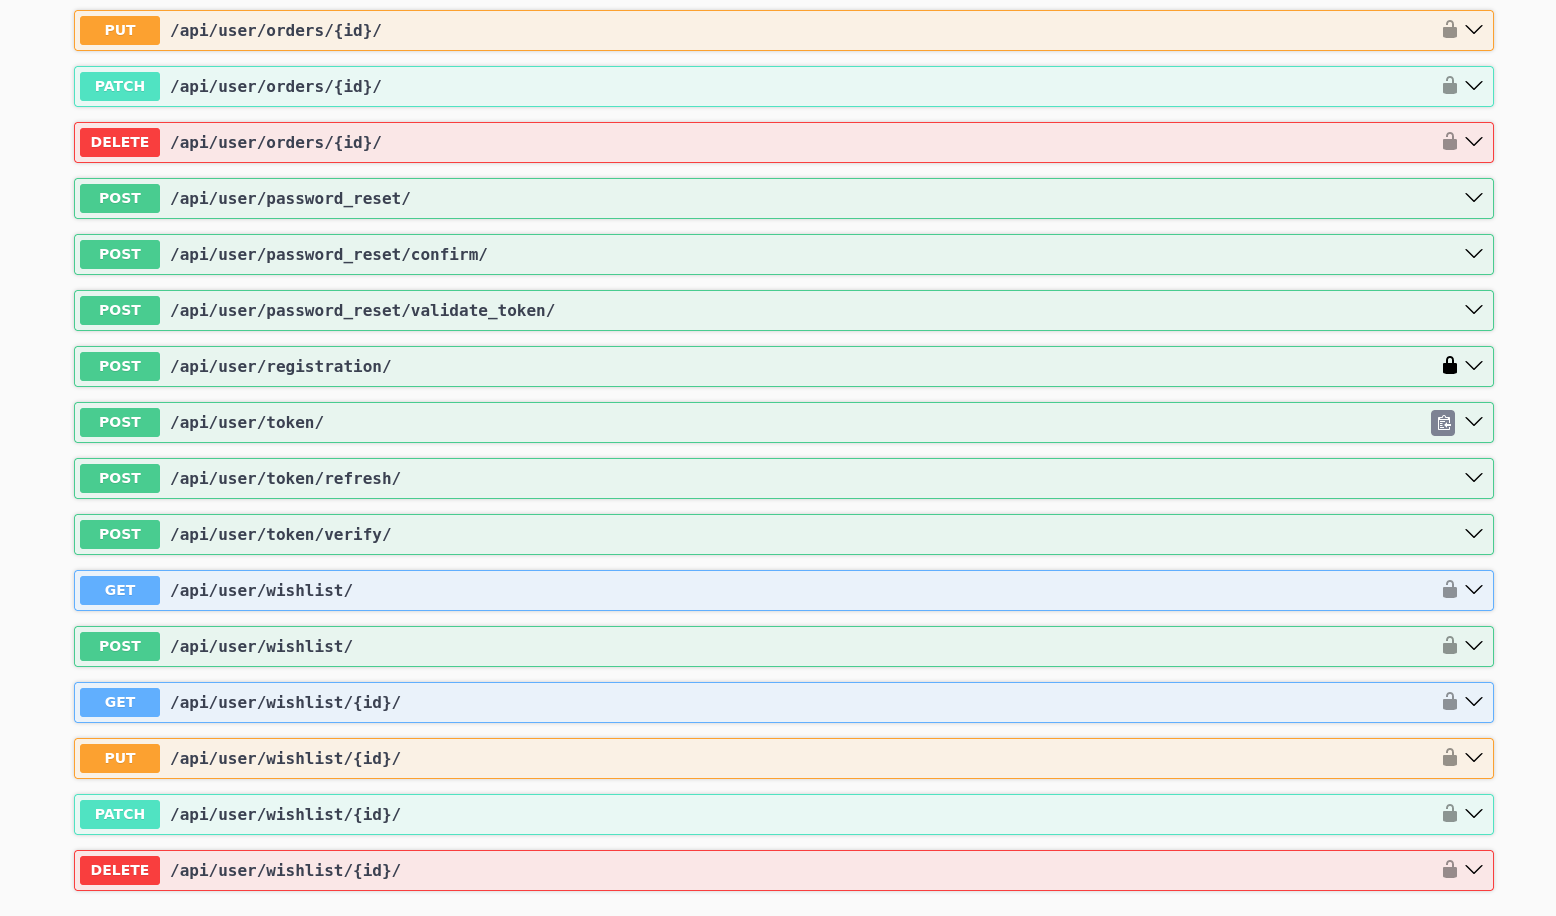 PUT /api/user/orders/{id}/
PATCH /api/user/orders/{id}/
DELETE /api/user/orders/{id}/
POST /api/user/password_reset/
POST /api/user/password_reset/confirm/
POST /api/user/password_reset/validate_token/
POST /api/user/registration/
POST /api/user/token/
POST /api/user/token/refresh/
POST /api/user/token/verify/
GET /api/user/wishlist/
POST /api/user/wishlist/
GET /api/user/wishlist/{id}/
PUT /api/user/wishlist/{id}/
PATCH /api/user/wishlist/{id}/
DELETE /api/user/wishlist/{id}/